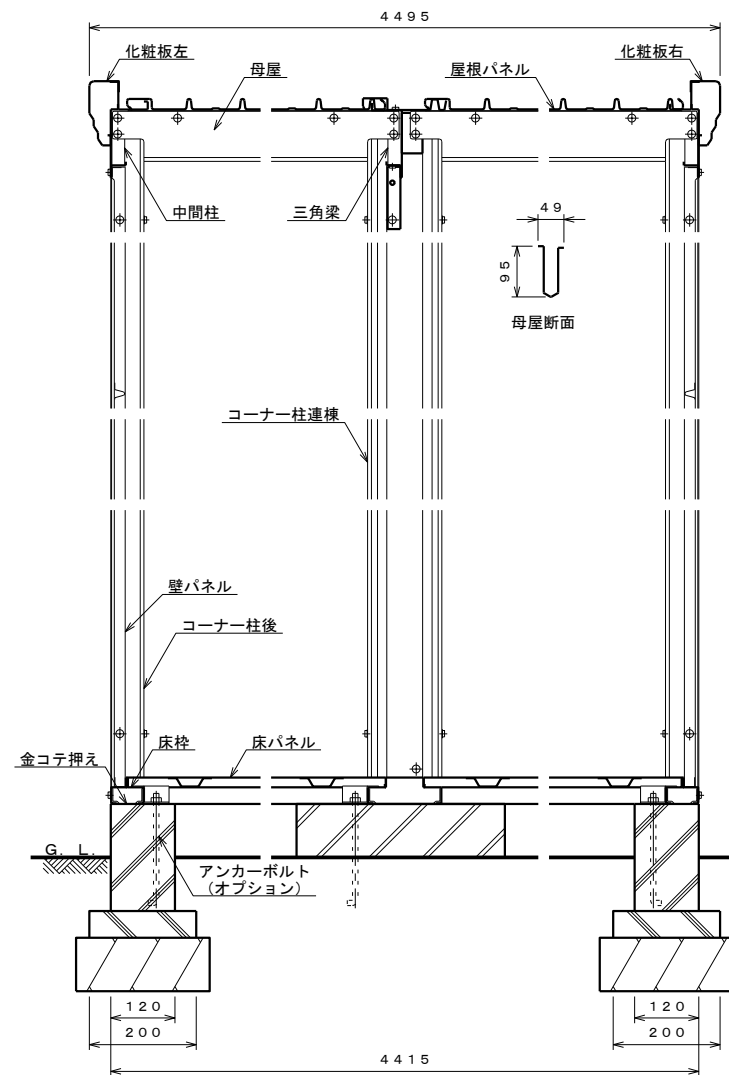 4495
化粧板左
母屋
屋根パネル
化粧板右
中間柱
三角梁
49
95
母屋断面
コーナー柱連棟
壁パネル
コーナー柱後
床枠
床パネル
金コテ押え
G. L.
アンカーボルト
(オプション)
120
120
200
200
4415